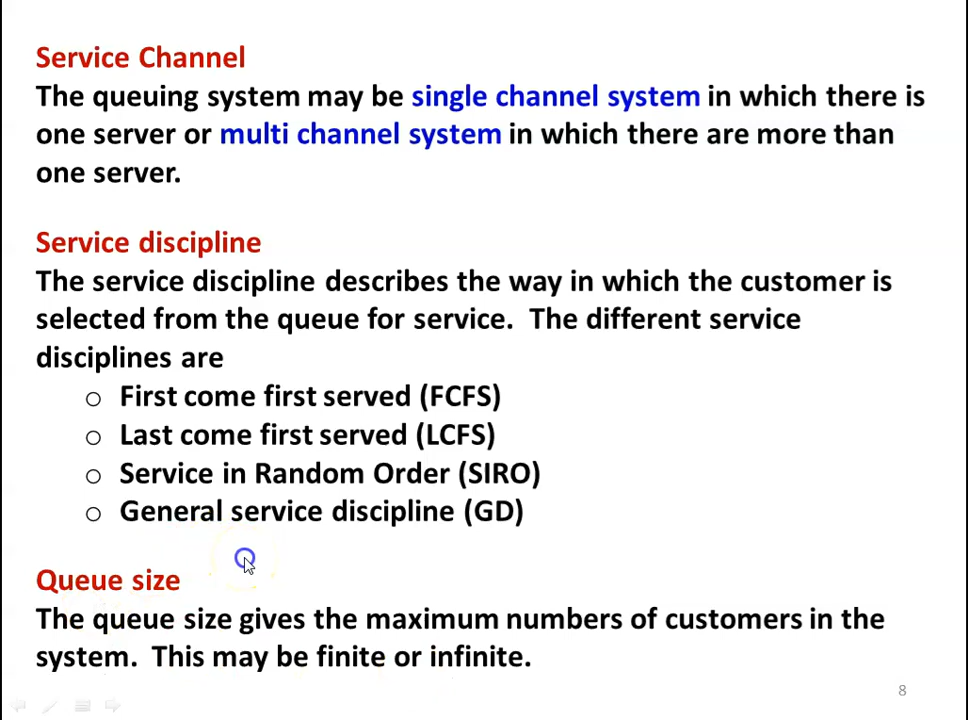 Service Channel
The queuing system may be single channel system in which there is
one server or multi channel system in which there are more than
one server.
Service discipline
The service discipline describes the way in which the customer is
selected from the queue for service. The different service
disciplines are
○ First come first served (FCFS)
○ Last come first served (LCFS)
○ Service in Random Order (SIRO)
○ General service discipline (GD)
Queue size
The queue size gives the maximum numbers of customers in the
system. This may be finite or infinite.
8